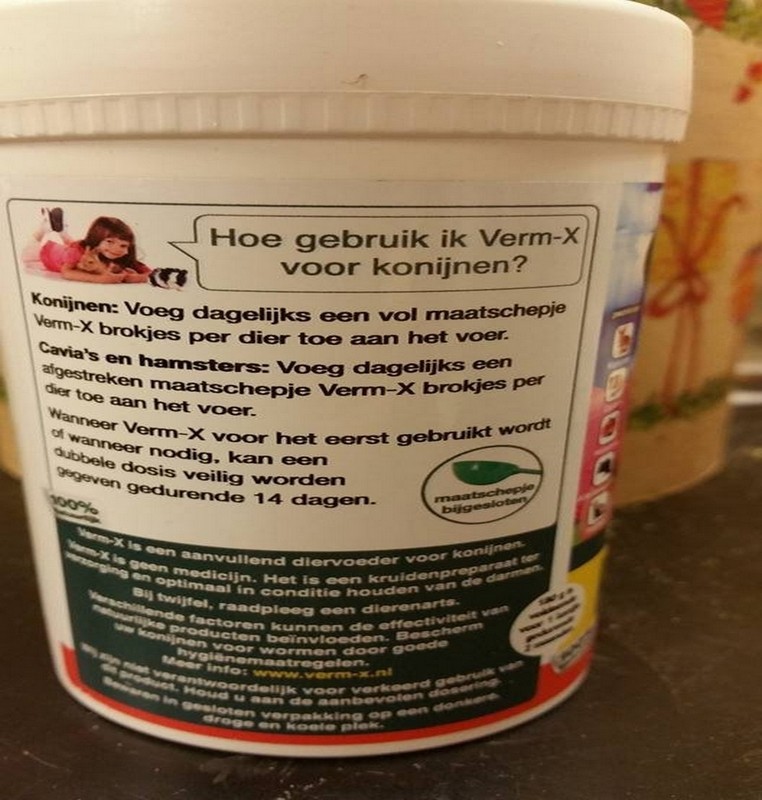 Hoe gebruik ik Verm-X
voor konijnen?
Konijnen: Voeg dagelijks een vol maatschepje
Verm-X brokjes per dier toe aan het voer.
Cavia's en hamsters: Voeg dagelijks een
afgestreken maatschepje Verm-X brokjes per
dier toe aan het voer.
Wanneer Verm-X voor het eerst gebruikt wordt
of wanneer nodig, kan een
dubbele dosis veilig worden
gegeven gedurende 14 dagen.
maatschepje
bijgesloten
100%
Verm-X is een aanvullend diervoeder voor konijnen.
Verm-X is geen medicijn. Het is een kruidenpreparaat ter
verzorging en optimaal in conditie houden van de darmen.
Bij twijfel, raadpleeg een dierenarts.
Verschillende factoren kunnen de effectiviteit van
natuurlijke producten beïnvloeden. Bescherm
uw konijnen voor wormen door goede
hygiënemaatregelen.
Meer info: www.verm-x.nl
Wij zijn niet verantwoordelijk voor verkeerd gebruik van
dit product. Houd u aan de aanbevolen dosering.
Bewaren in gesloten verpakking op een donkere,
droge en koele plek.